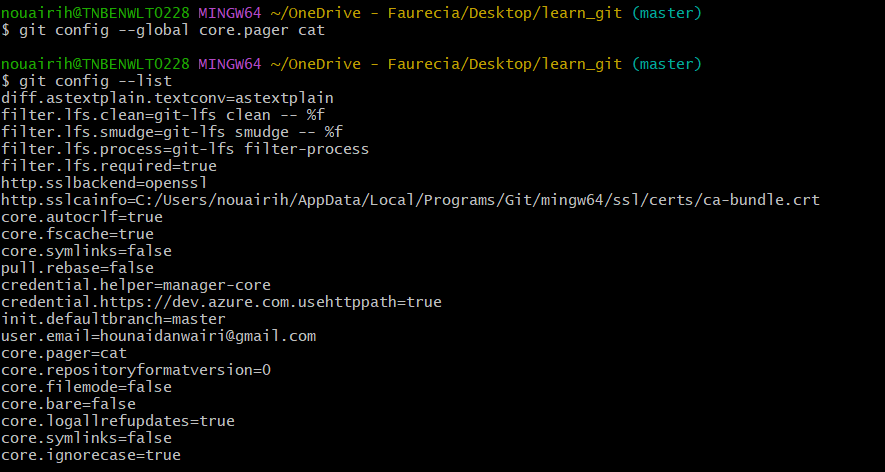 nouairih@TNBENWLT0228 MINGW64 ~/OneDrive - Faurecia/Desktop/learn_git (master)
$ git config --global core.pager cat
nouairih@TNBENWLT0228 MINGW64 ~/OneDrive - Faurecia/Desktop/learn_git (master)
$ git config --list
diff.astextplain.textconv=astextplain
filter.lfs.clean=git-lfs clean -- %f
filter.lfs.smudge=git-lfs smudge -- %f
filter.lfs.process=git-lfs filter-process
filter.lfs.required=true
http.sslbackend=openssl
http.sslcainfo=C:/Users/nouairih/AppData/Local/Programs/Git/mingw64/ssl/certs/ca-bundle.crt
core.autocrlf=true
core.fscache=true
core.symlinks=false
pull.rebase=false
credential.helper=manager-core
credential.https://dev.azure.com.usehttppath=true
init.defaultbranch=master
user.email=hounaidanwairi@gmail.com
core.pager=cat
core.repositoryformatversion=0
core.filemode=false
core.bare=false
core.logallrefupdates=true
core.symlinks=false
core.ignorecase=true